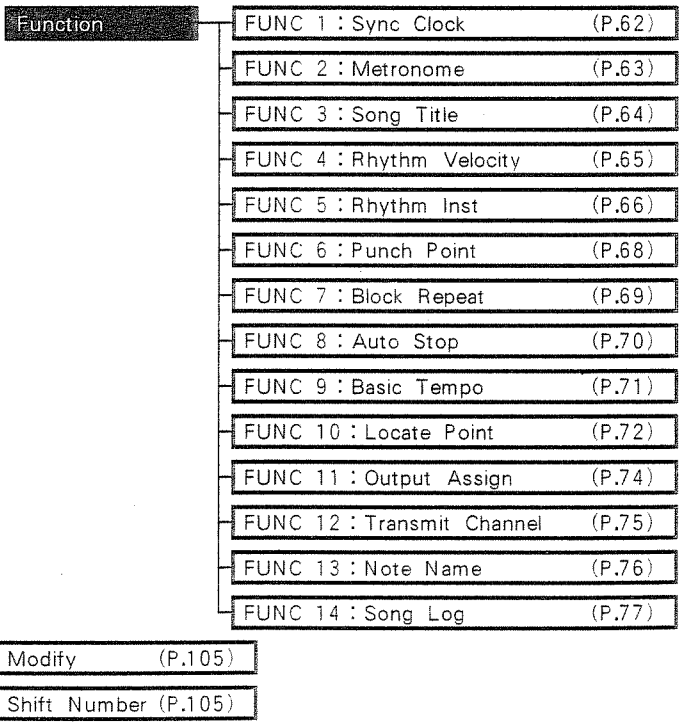 Function
FUNC 1 : Sync Clock (P.62)
FUNC 2 : Metronome (P.63)
FUNC 3 : Song Title (P.64)
FUNC 4 : Rhythm Velocity (P.65)
FUNC 5 : Rhythm Inst (P.66)
FUNC 6 : Punch Point (P.68)
FUNC 7 : Block Repeat (P.69)
FUNC 8 : Auto Stop (P.70)
FUNC 9 : Basic Tempo (P.71)
FUNC 10 : Locate Point (P.72)
FUNC 11 : Output Assign (P.74)
FUNC 12 : Transmit Channel (P.75)
FUNC 13 : Note Name (P.76)
FUNC 14 : Song Log (P.77)
Modify (P.105)
Shift Number (P.105)